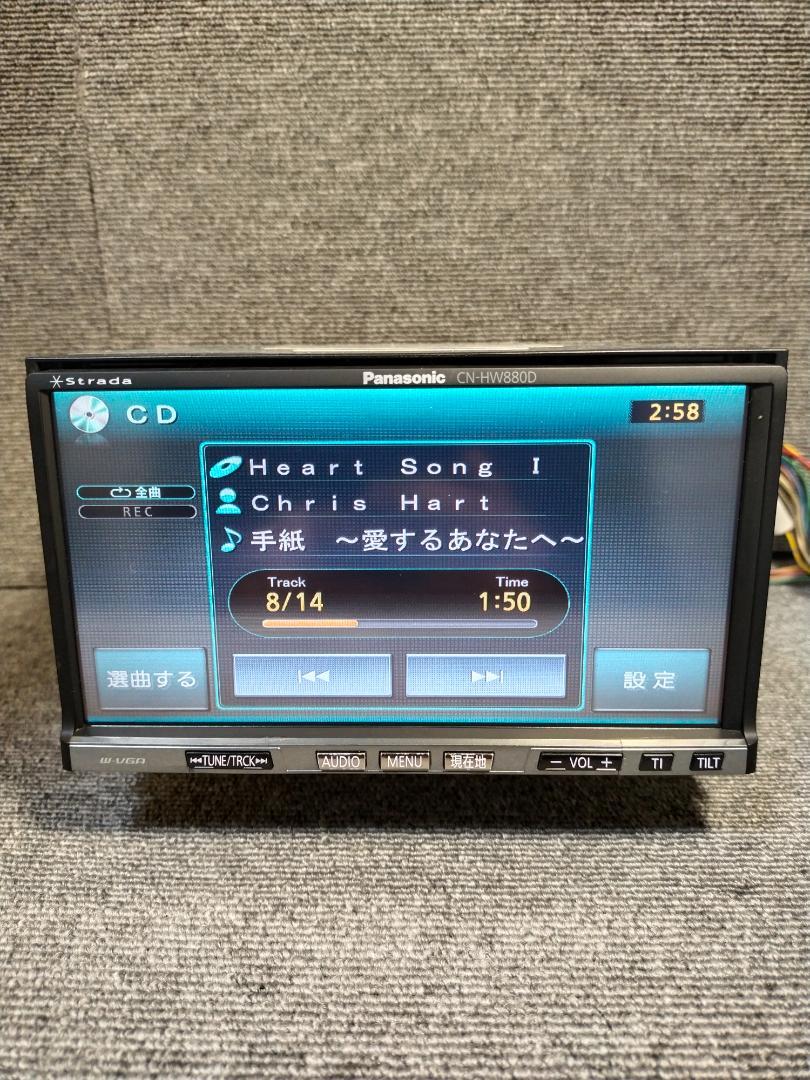 Strada
Panasonic CN-HW880D
CD
2:58
Heart Song Ⅰ
全曲
REC
Chris Hart
手紙　～愛するあなたへ～
Track
Time
8/14
1:50
選曲する
設定
W-VGA
TUNE/TRCK
AUDIO
MENU
現在地
− VOL +
TI
TILT